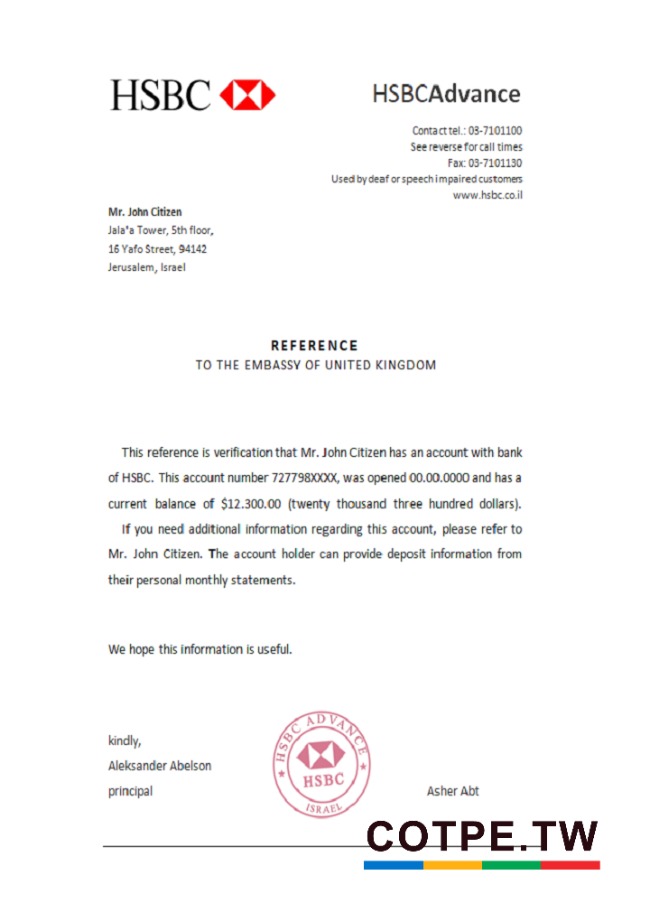 HSBC
HSBCAdvance
Contact tel.: 03-7101100
See reverse for call times
Fax: 03-7101130
Used by deaf or speech impaired customers
www.hsbc.co.il
Mr. John Citizen
Jala'a Tower, 5th floor,
16 Yafo Street, 94142
Jerusalem, Israel
REFERENCE
TO THE EMBASSY OF UNITED KINGDOM
This reference is verification that Mr. John Citizen has an account with bank
of HSBC. This account number 727798XXXX, was opened 00.00.0000 and has a
current balance of $12.300.00 (twenty thousand three hundred dollars).
If you need additional information regarding this account, please refer to
Mr. John Citizen. The account holder can provide deposit information from
their personal monthly statements.
We hope this information is useful.
kindly,
Aleksander Abelson
principal
HSBC ADVANCE
HSBC
ISRAEL
Asher Abt
COTPE.TW